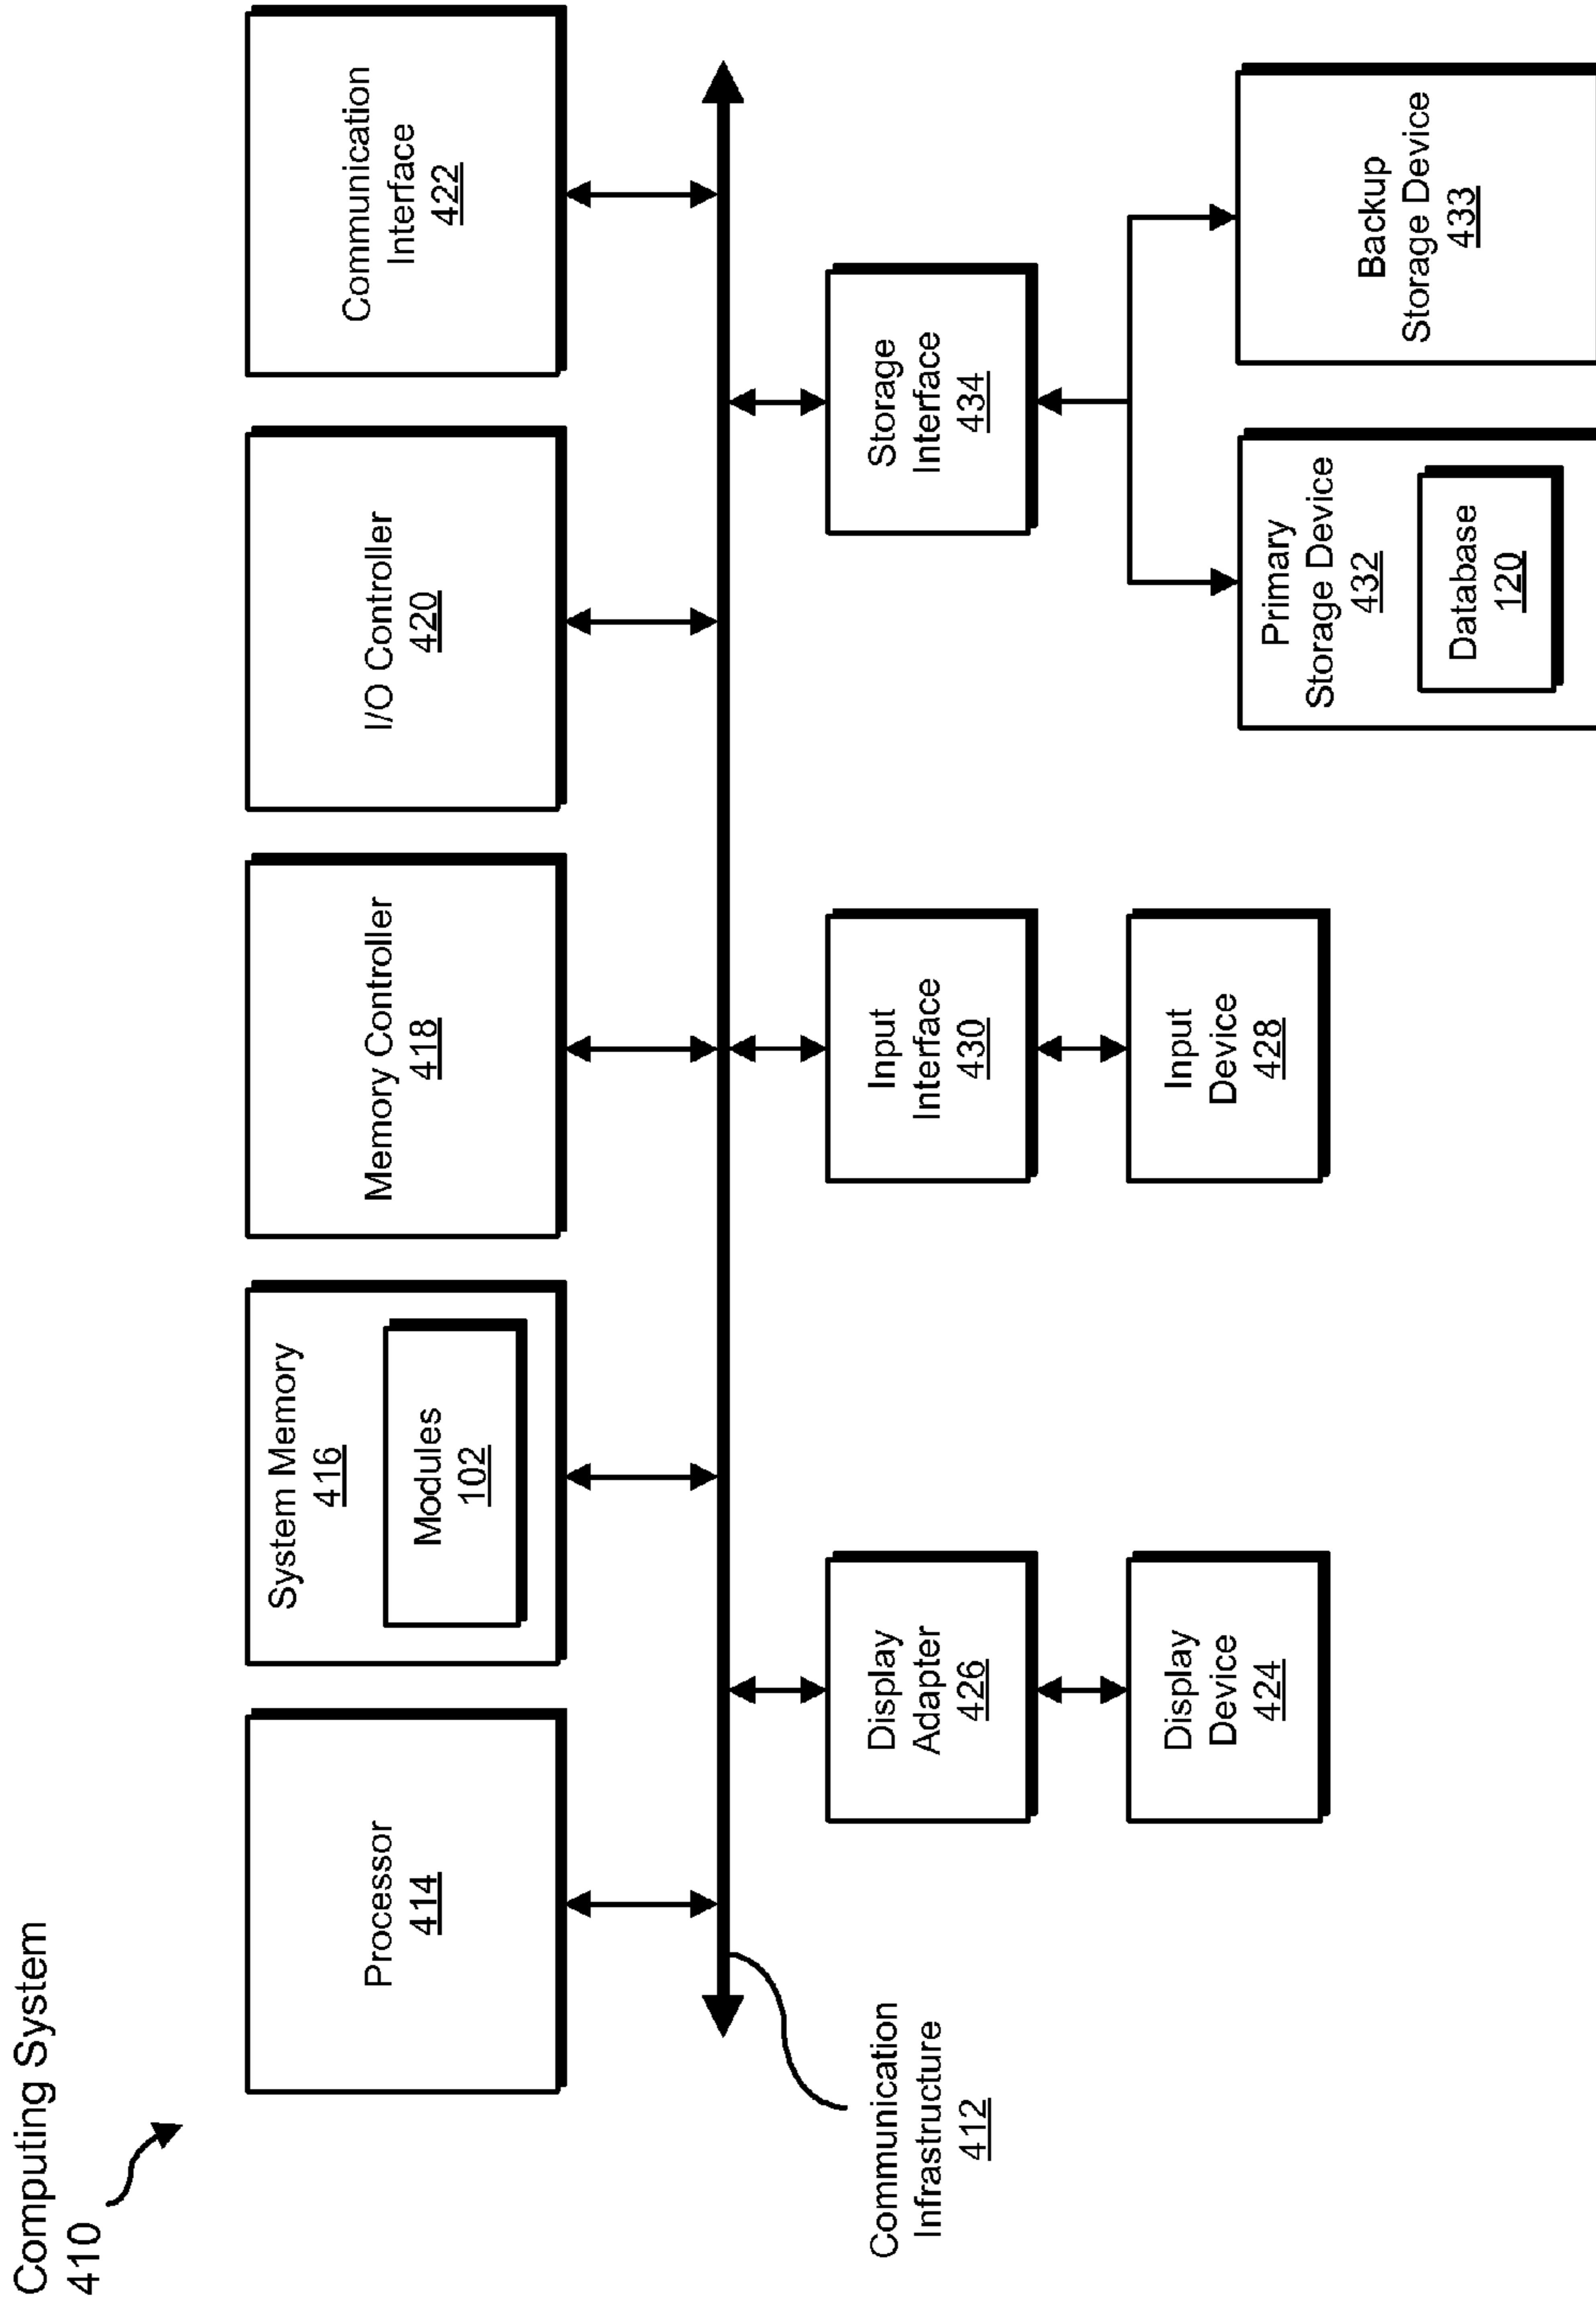 Computing System
410
Processor
414
System Memory
416
Modules
102
Memory Controller
418
I/O Controller
420
Communication
Interface
422
Communication
Infrastructure
412
Display
Adapter
426
Input
Interface
430
Storage
Interface
434
Display
Device
424
Input
Device
428
Primary
Storage Device
432
Database
120
Backup
Storage Device
433